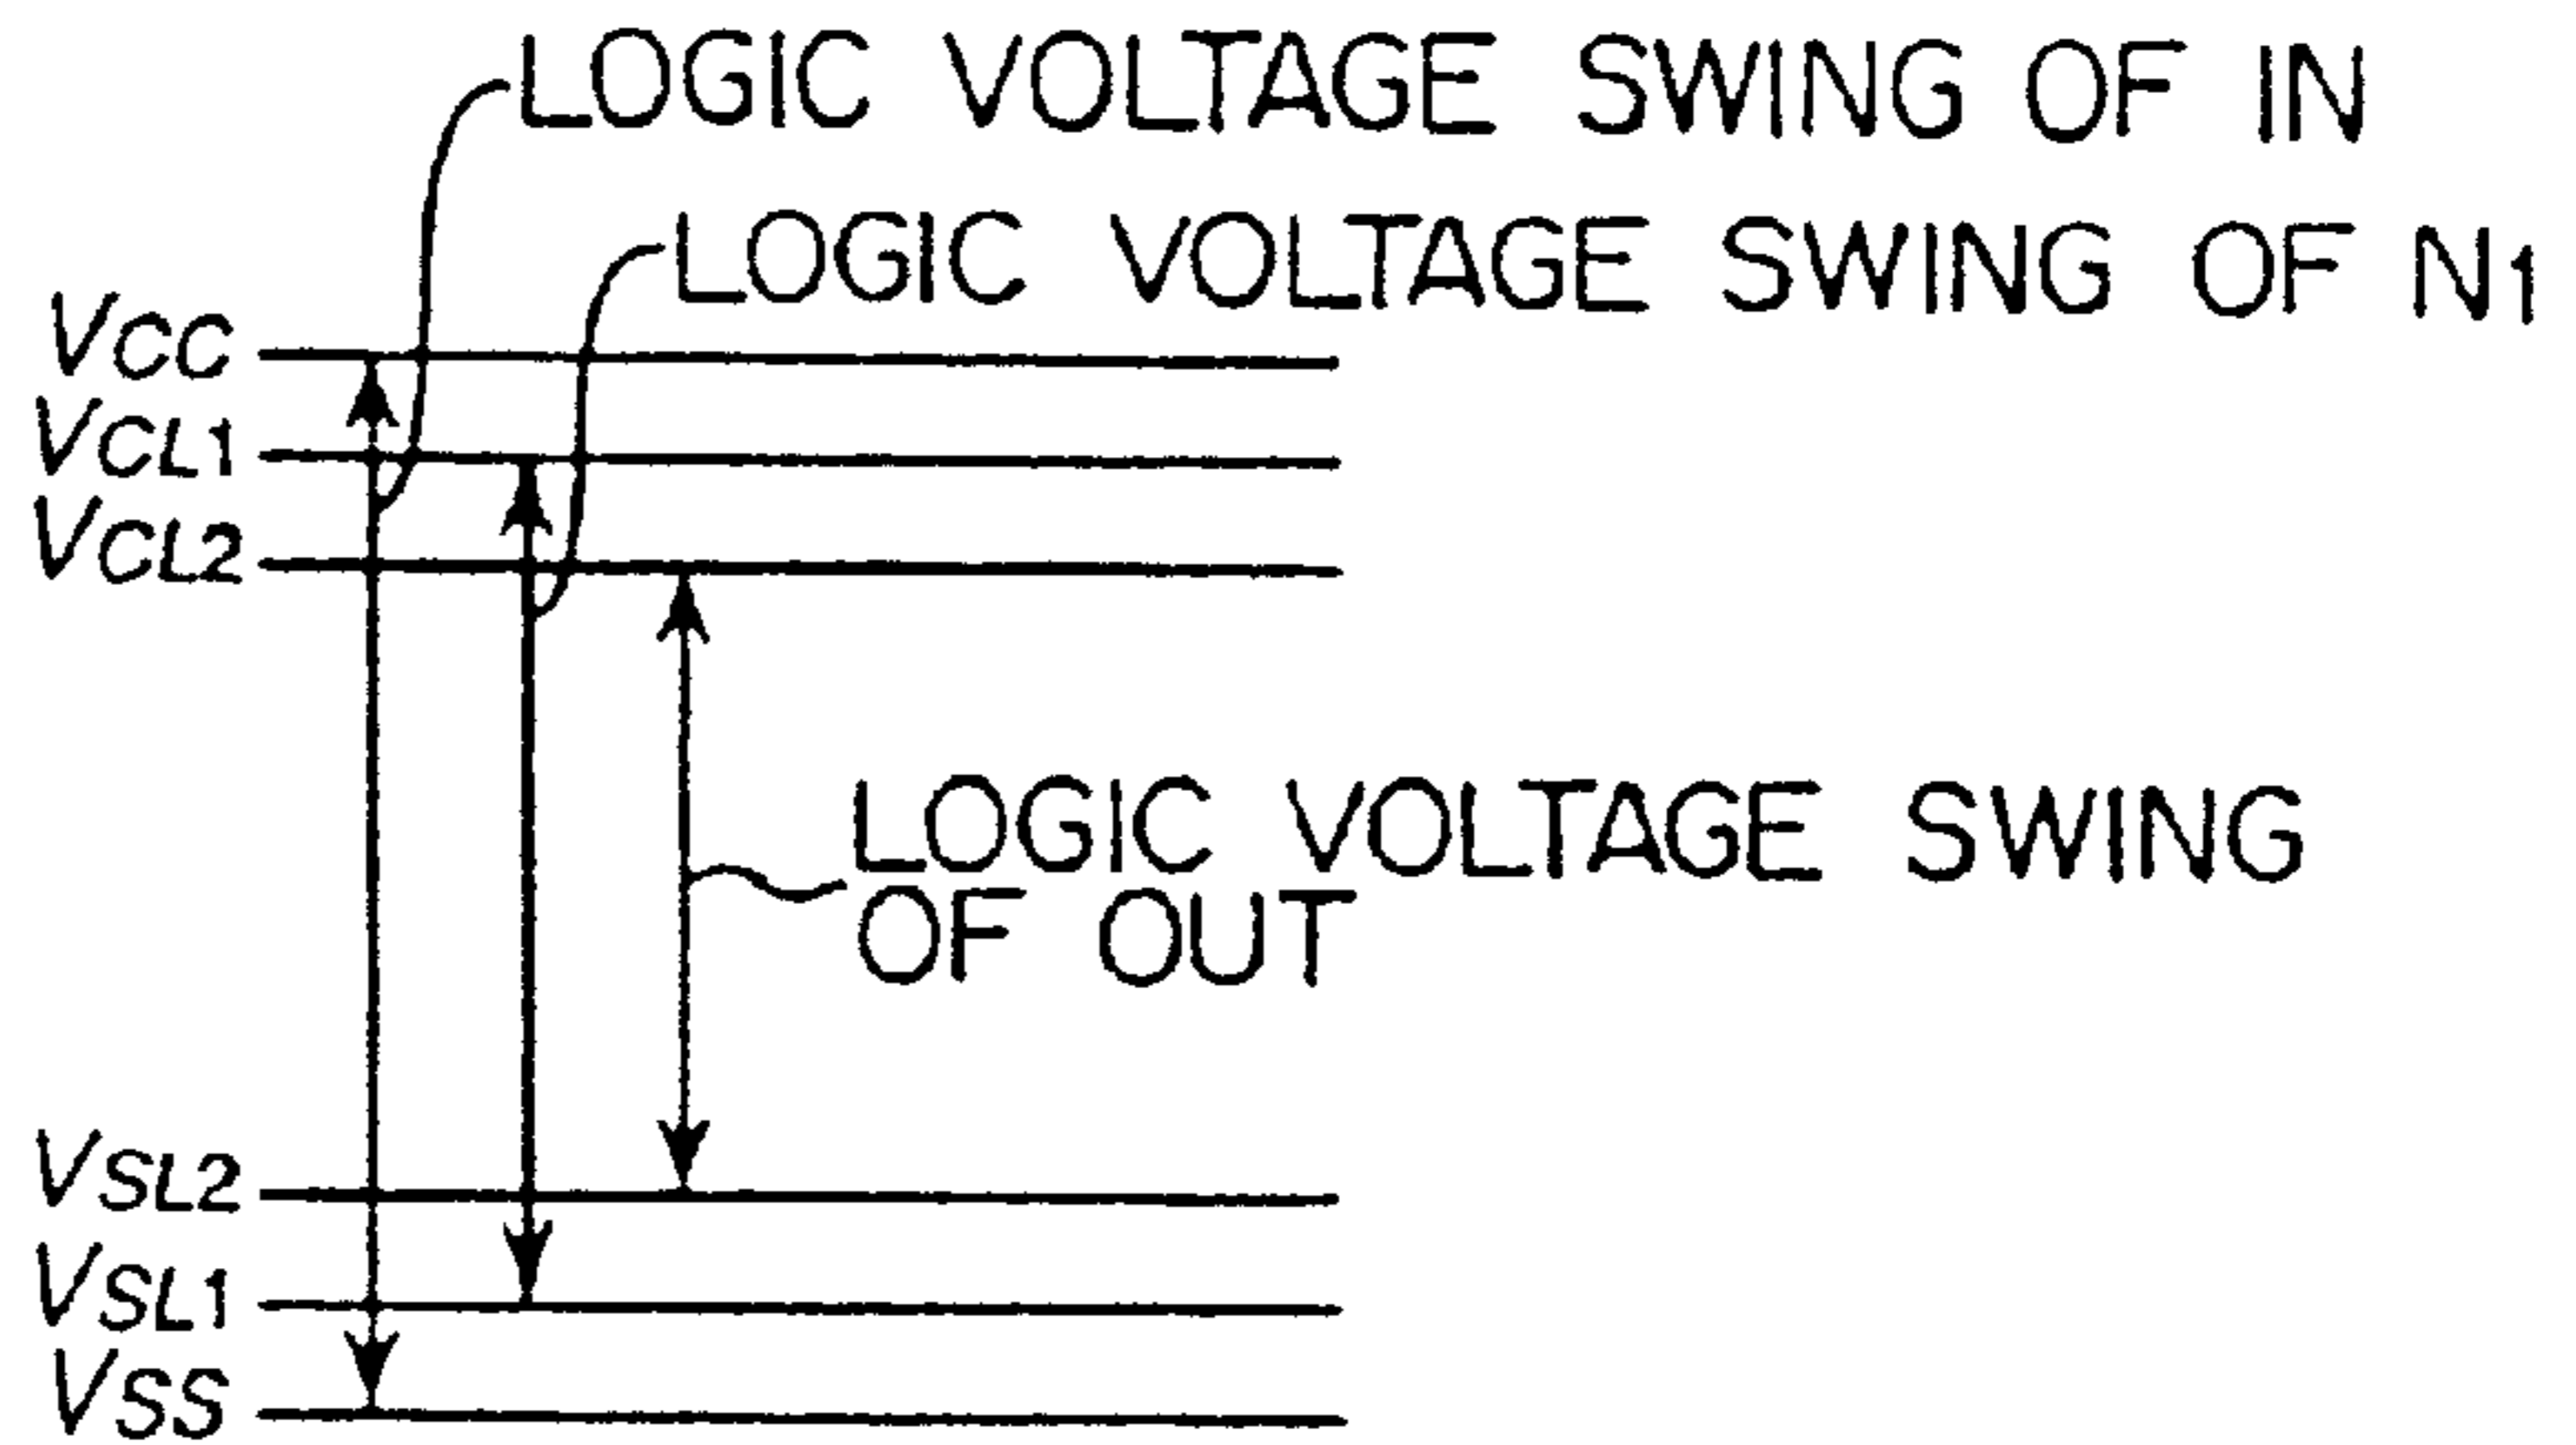 LOGIC VOLTAGE SWING OF IN
LOGIC VOLTAGE SWING OF N1
VCC
VCL1
VCL2
LOGIC VOLTAGE SWING
OF OUT
VSL2
VSL1
VSS